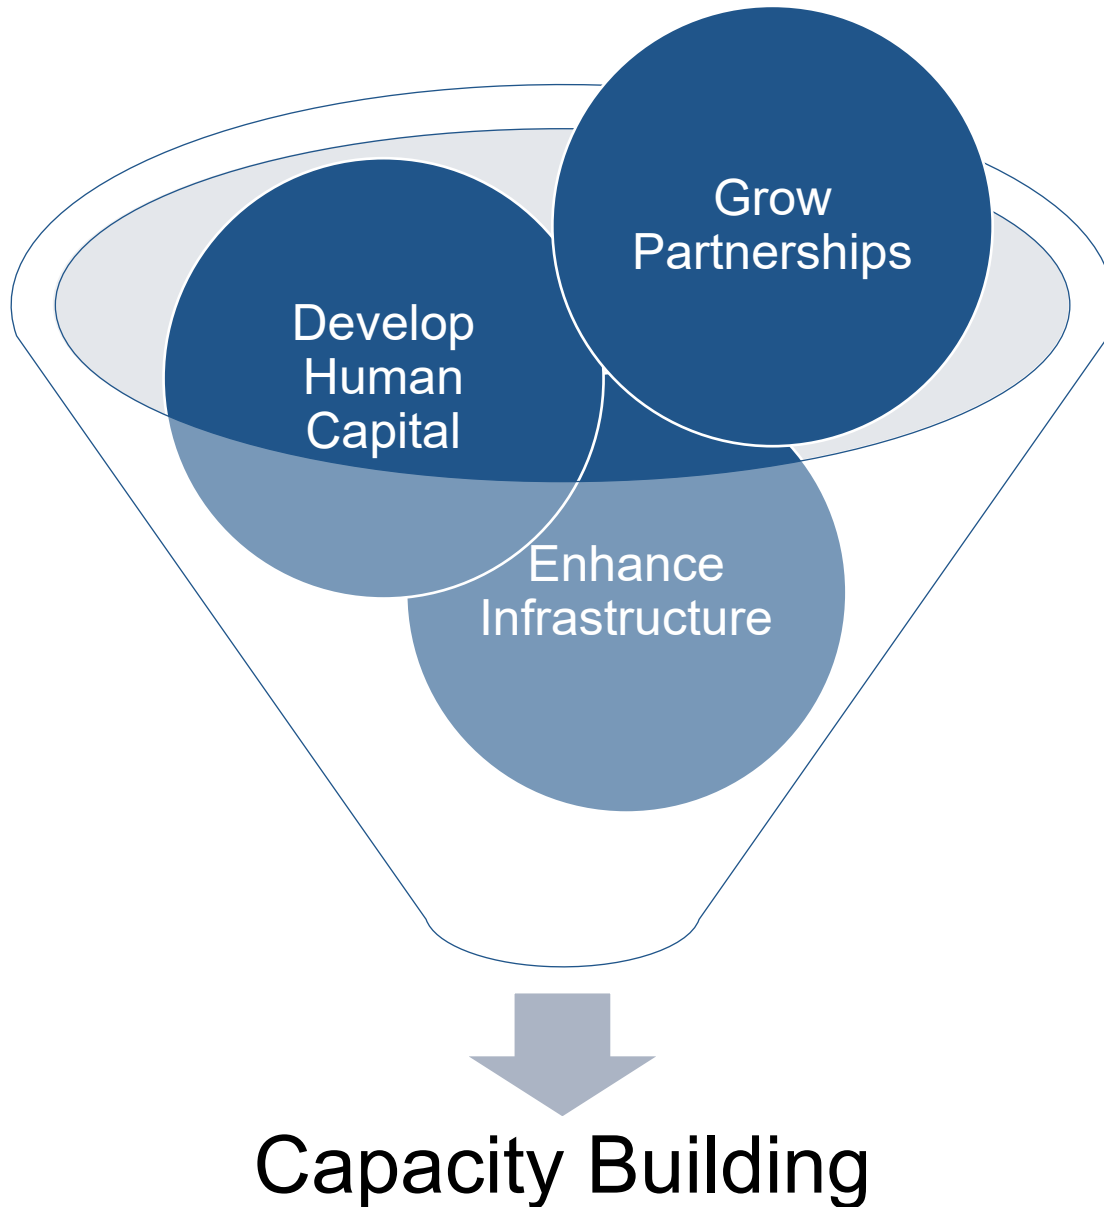 Grow
Partnerships
Develop
Human
Capital
Enhance
Infrastructure
Capacity Building